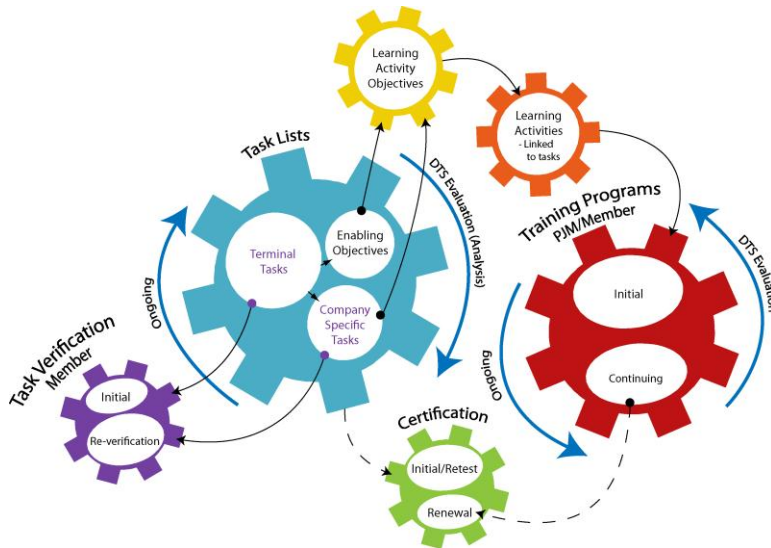 Learning
Activity
Objectives
Learning
Activities
- Linked
to tasks
Task Lists
DTS Evaluation (Analysis)
Enabling
Objectives
Terminal
Tasks
Company
Specific
Tasks
Ongoing
Training Programs
PJM/Member
DTS Evaluation
Initial
Continuing
Ongoing
Task Verification
Member
Initial
Re-verification
Certification
Initial/Retest
Renewal